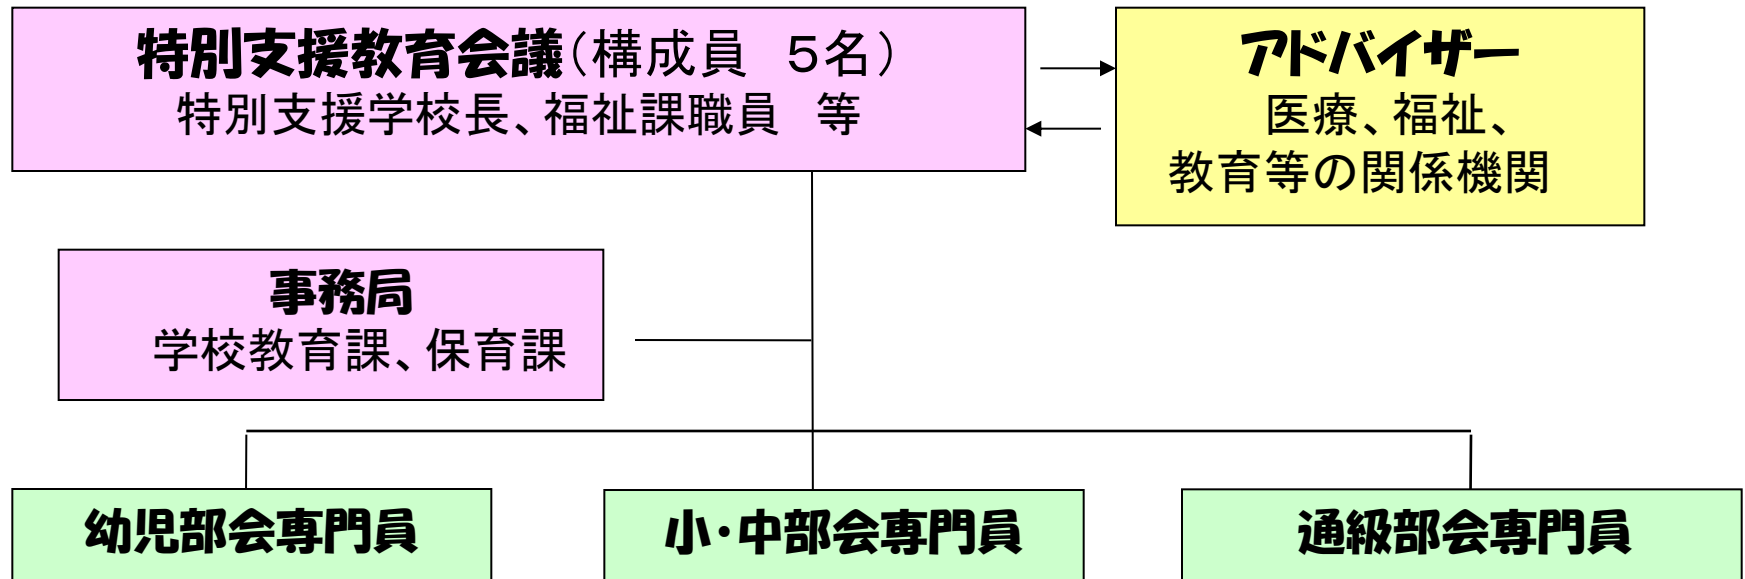 特別支援教育会議(構成員　5名)
特別支援学校長、福祉課職員　等
アドバイザー
医療、福祉、
教育等の関係機関
事務局
学校教育課、保育課
幼児部会専門員
小・中部会専門員
通級部会専門員